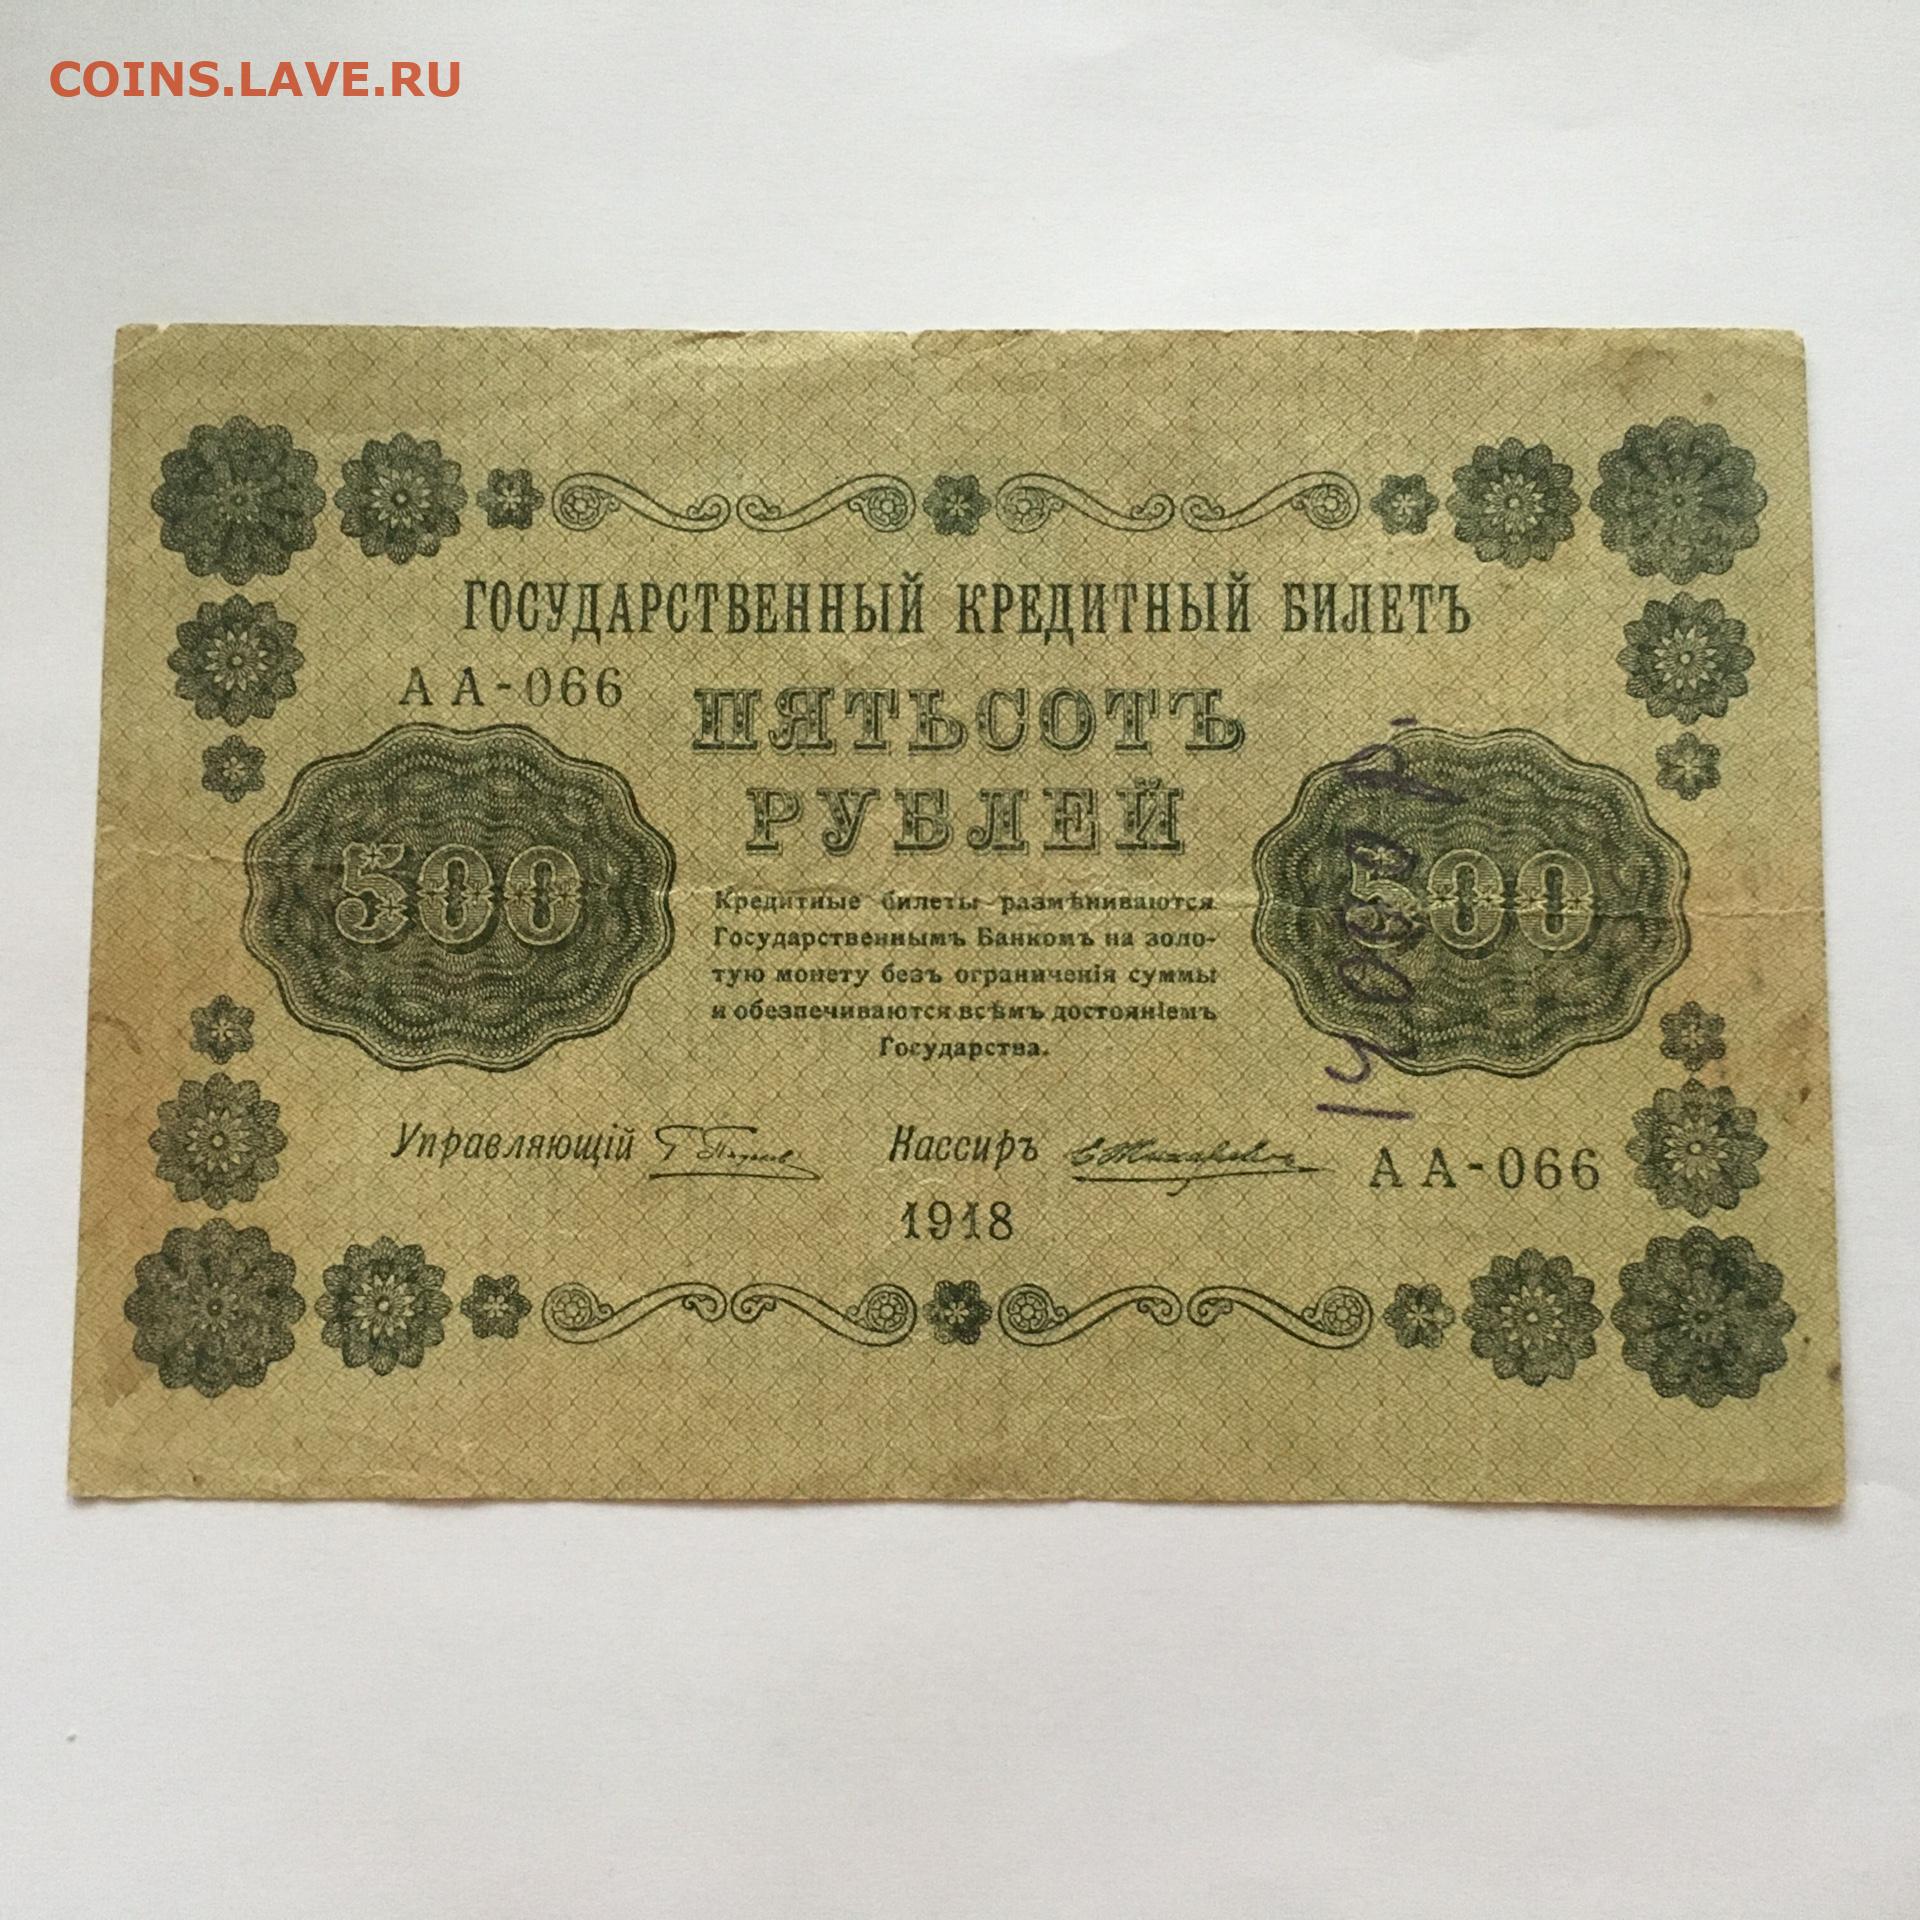 COINS.LAVE.RU
ГОСУДАРСТВЕННЫЙ КРЕДИТНЫЙ БИЛЕТЪ
АА-066
ПЯТЬСОТЪ
РУБЛЕЙ
500
500
14000 р.
Кредитные билеты размѣниваются
Государственнымъ Банкомъ на золо-
тую монету безъ ограниченія суммы
и обезпечиваются всѣмъ достояніемъ
Государства.
Управляющій Кассиръ
АА-066
1918